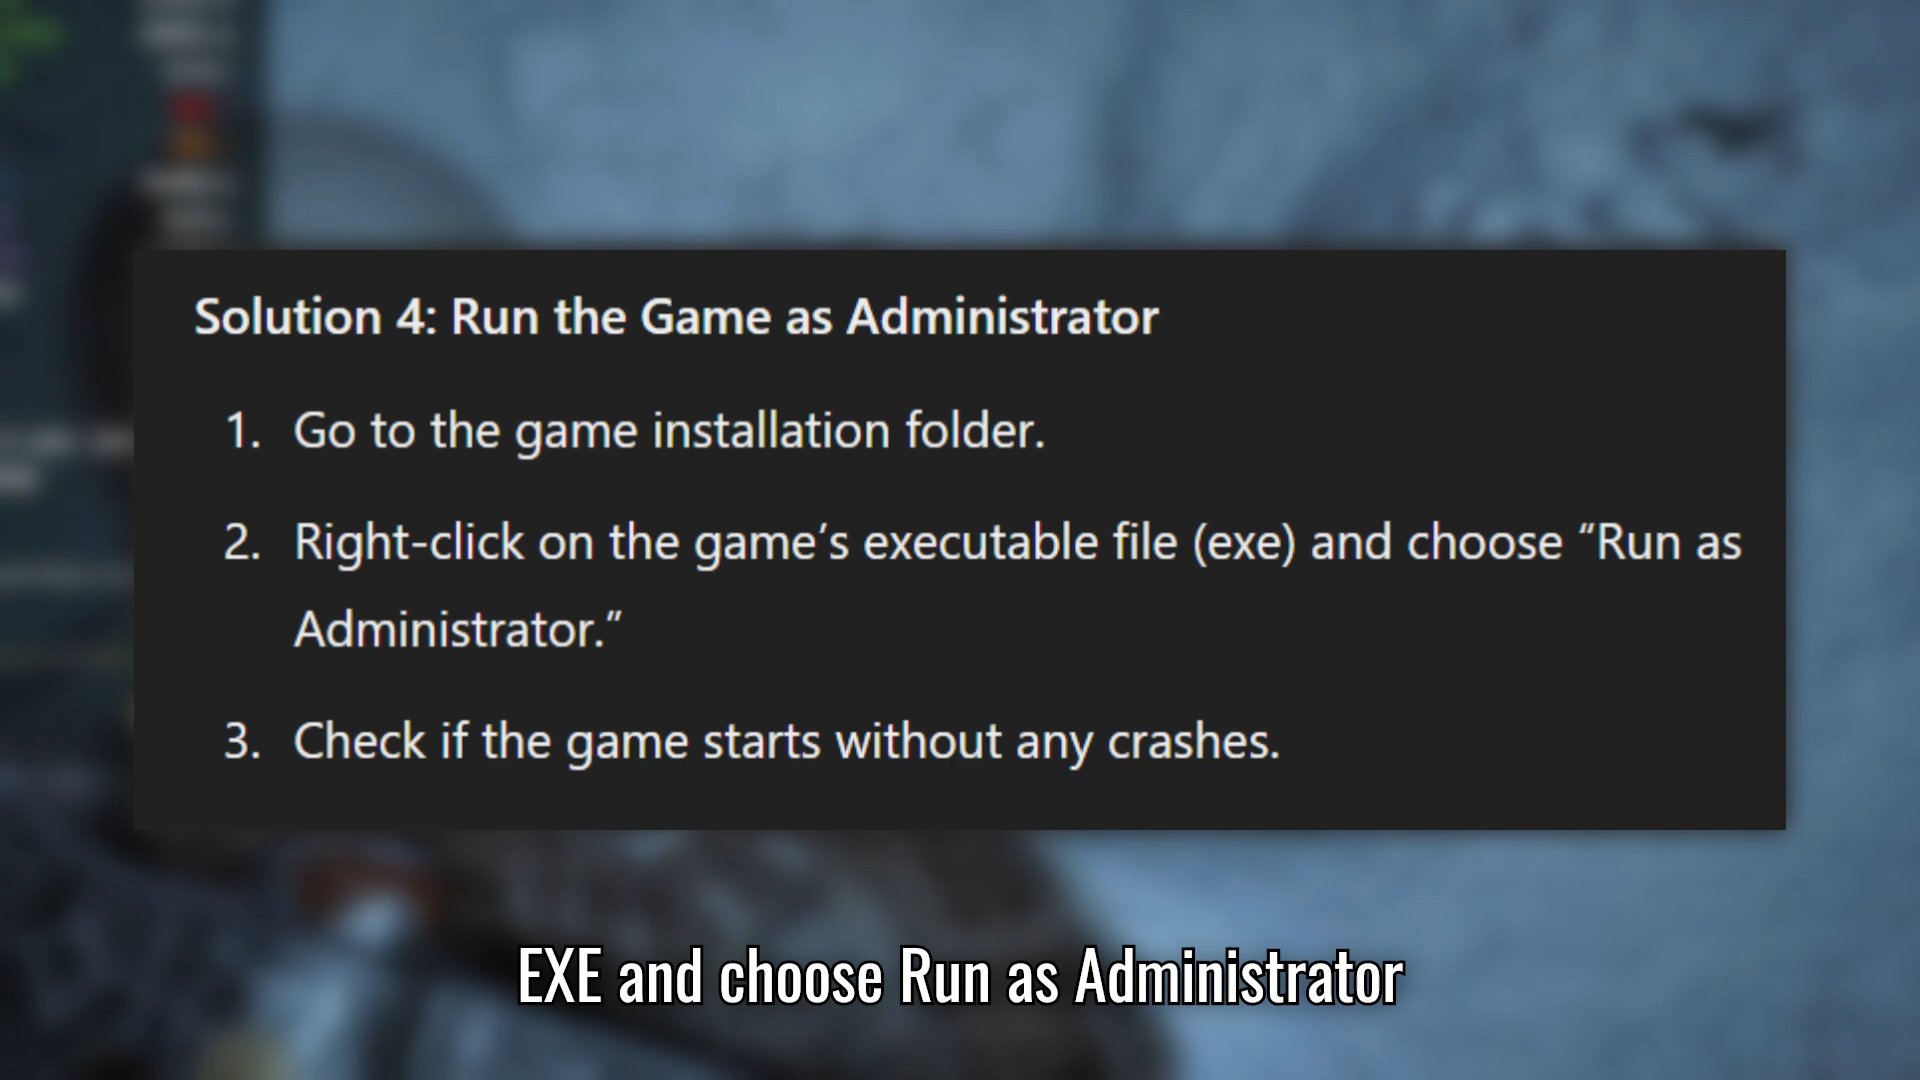 Solution 4: Run the Game as Administrator
1. Go to the game installation folder.
2. Right-click on the game’s executable file (exe) and choose “Run as
Administrator.”
3. Check if the game starts without any crashes.
EXE and choose Run as Administrator